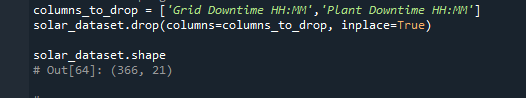 columns_to_drop = ['Grid Downtime HH:MM','Plant Downtime HH:MM']
solar_dataset.drop(columns=columns_to_drop, inplace=True)
solar_dataset.shape
# Out[64]: (366, 21)